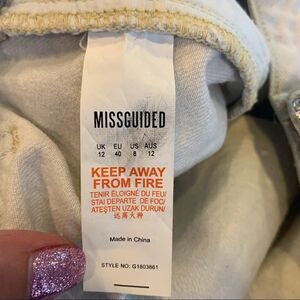 MISSGUIDED
UK EU US AUS
12 40 8 12
KEEP AWAY
FROM FIRE
TENIR ÉLOIGNÉ DU FEU/
STAI DEPARTE DE FOC/
ATEŞTEN UZAK DURUN/
远离火种
Made in China
STYLE NO: G1803861